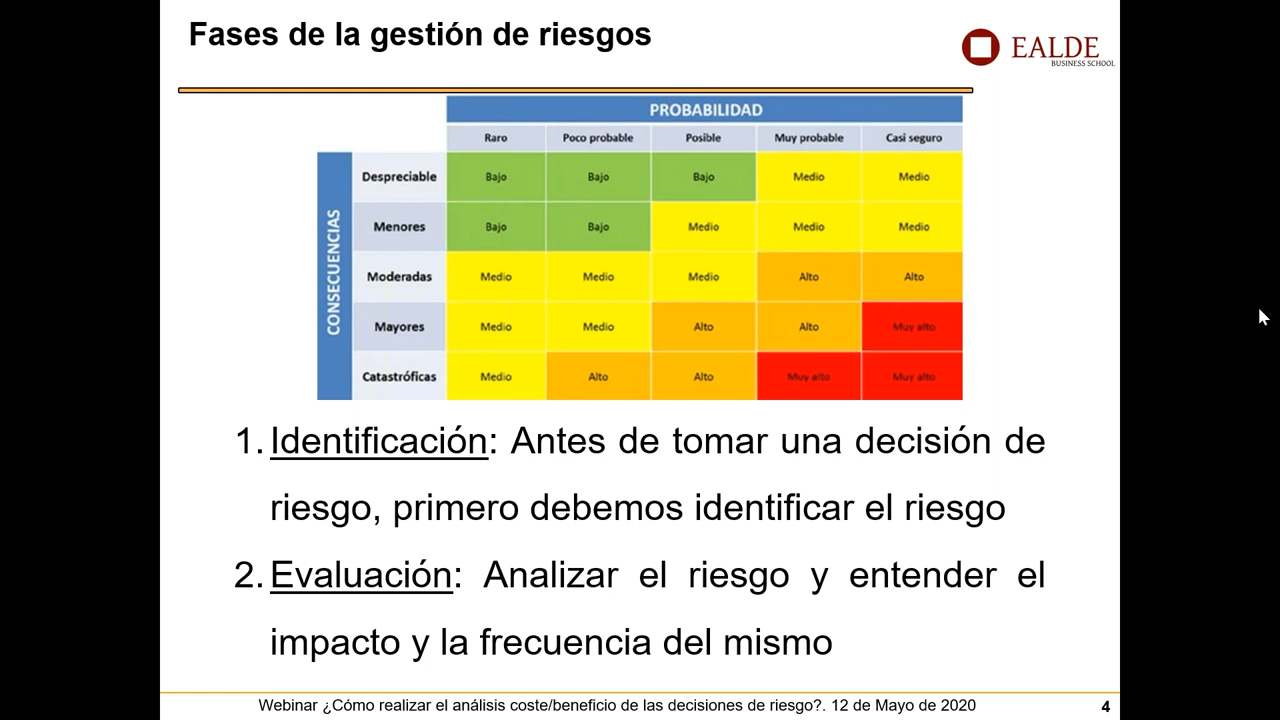 Fases de la gestión de riesgos
EALDE
BUSINESS SCHOOL
PROBABILIDAD
Raro Poco probable Posible Muy probable Casi seguro
CONSECUENCIAS
Despreciable Bajo Bajo Bajo Medio Medio
Menores Bajo Bajo Medio Medio Medio
Moderadas Medio Medio Medio Alto Alto
Mayores Medio Medio Alto Alto Muy alto
Catastróficas Medio Alto Alto Muy alto Muy alto
1. Identificación: Antes de tomar una decisión de
riesgo, primero debemos identificar el riesgo
2. Evaluación: Analizar el riesgo y entender el
impacto y la frecuencia del mismo
Webinar ¿Cómo realizar el análisis coste/beneficio de las decisiones de riesgo?. 12 de Mayo de 2020
4